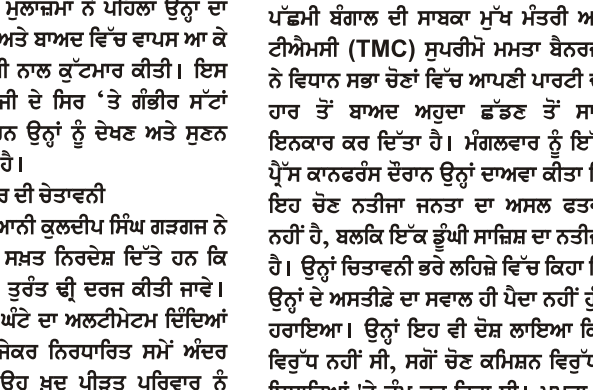 ਮੁਲਾਜ਼ਮਾਂ ਨੇ ਪਹਿਲਾਂ ਉਨ੍ਹਾਂ ਦਾ
ਅਤੇ ਬਾਅਦ ਵਿੱਚ ਵਾਪਸ ਆ ਕੇ
ਨਾਲ ਕੁੱਟਮਾਰ ਕੀਤੀ। ਇਸ
ਜੀ ਦੇ ਸਿਰ ‘ਤੇ ਗੰਭੀਰ ਸੱਟਾਂ
ਉਨ੍ਹਾਂ ਨੂੰ ਦੇਖਣ ਅਤੇ ਸੁਣਨ
ਹੈ।
ਦੀ ਚੇਤਾਵਨੀ
ਕੁਲਦੀਪ ਸਿੰਘ ਗੜਗਜ ਨੇ
ਸਖ਼ਤ ਨਿਰਦੇਸ਼ ਦਿੱਤੇ ਹਨ ਕਿ
ਤੁਰੰਤ ਢੀ ਦਰਜ ਕੀਤੀ ਜਾਵੇ।
ਘੰਟੇ ਦਾ ਅਲਟੀਮੇਟਮ ਦਿੰਦਿਆਂ
ਜੇਕਰ ਨਿਰਧਾਰਿਤ ਸਮੇਂ ਅੰਦਰ
ਉਹ ਖ਼ੁਦ ਪੀੜਤ ਪਰਿਵਾਰ ਨੂੰ
ਪੱਛਮੀ ਬੰਗਾਲ ਦੀ ਸਾਬਕਾ ਮੁੱਖ ਮੰਤਰੀ
ਟੀਐਮਸੀ (TMC) ਸੁਪਰੀਮੋ ਮਮਤਾ
ਨੇ ਵਿਧਾਨ ਸਭਾ ਚੋਣਾਂ ਵਿੱਚ ਆਪਣੀ ਪਾਰਟੀ
ਹਾਰ ਤੋਂ ਬਾਅਦ ਅਹੁਦਾ ਛੱਡਣ ਤੋਂ
ਇਨਕਾਰ ਕਰ ਦਿੱਤਾ ਹੈ। ਮੰਗਲਵਾਰ ਨੂੰ
ਪ੍ਰੈੱਸ ਕਾਨਫਰੰਸ ਦੌਰਾਨ ਉਨ੍ਹਾਂ ਦਾਅਵਾ ਕੀਤਾ
ਇਹ ਚੋਣ ਨਤੀਜਾ ਜਨਤਾ ਦਾ ਅਸਲ
ਨਹੀਂ ਹੈ, ਬਲਕਿ ਇੱਕ ਡੂੰਘੀ ਸਾਜ਼ਿਸ਼ ਦਾ
ਹੈ। ਉਨ੍ਹਾਂ ਚਿਤਾਵਨੀ ਭਰੇ ਲਹਿਜ਼ੇ ਵਿੱਚ ਕਿਹਾ
ਉਨ੍ਹਾਂ ਦੇ ਅਸਤੀਫ਼ੇ ਦਾ ਸਵਾਲ ਹੀ ਪੈਦਾ ਨਹੀਂ
ਹਰਾਇਆ। ਉਨ੍ਹਾਂ ਇਹ ਵੀ ਦੋਸ਼ ਲਾਇਆ
ਵਿਰੁੱਧ ਨਹੀਂ ਸੀ, ਸਗੋਂ ਚੋਣ ਕਮਿਸ਼ਨ